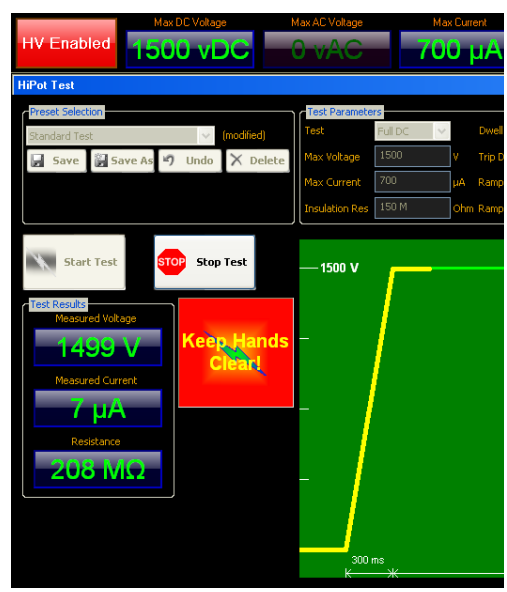 HV Enabled
Max DC Voltage
1500 vDC
Max AC Voltage
0 vAC
Max Current
700 µA
HiPot Test
Preset Selection
Standard Test
(modified)
Save
Save As
Undo
Delete
Test Parameters
Test
Full DC
Dwell
Max Voltage
1500
V
Trip D
Max Current
700
µA
Ramp
Insulation Res
150 M
Ohm
Ramp
Start Test
STOP
Stop Test
Test Results
Measured Voltage
1499 V
Measured Current
7 µA
Resistance
208 MΩ
Keep Hands
Clear!
1500 V
300 ms